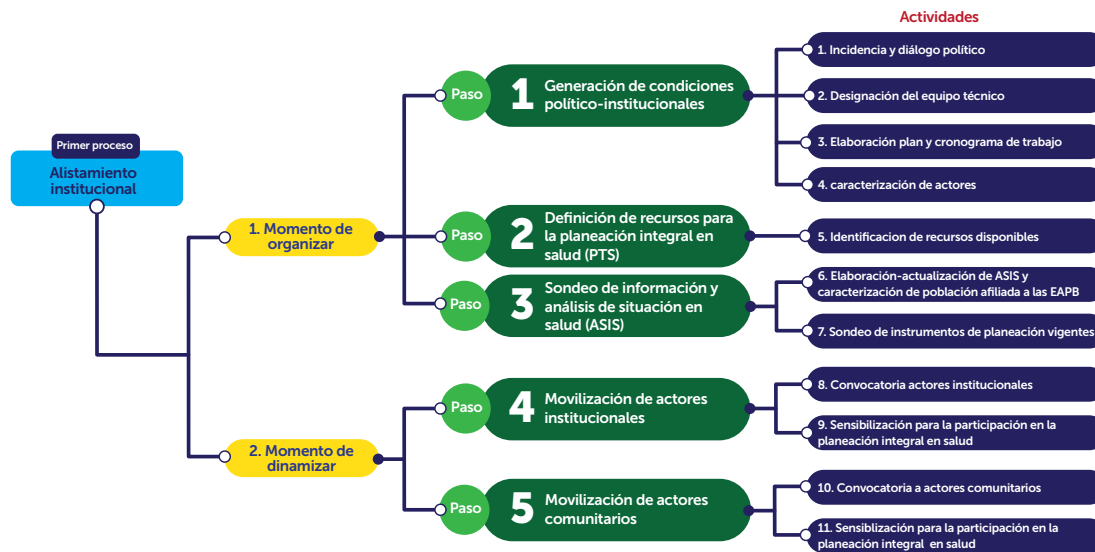 Actividades
Primer proceso
Alistamiento
institucional
1. Momento de
organizar
Paso
1
Generación de condiciones
político-institucionales
1. Incidencia y diálogo político
2. Designación del equipo técnico
3. Elaboración plan y cronograma de trabajo
4. caracterización de actores
Paso
2
Definición de recursos para
la planeación integral en
salud (PTS)
5. Identificacion de recursos disponibles
Paso
3
Sondeo de información y
análisis de situación en
salud (ASIS)
6. Elaboración-actualización de ASIS y
caracterización de población afiliada a las EAPB
7. Sondeo de instrumentos de planeación vigentes
2. Momento de
dinamizar
Paso
4
Movilización de actores
institucionales
8. Convocatoria actores institucionales
9. Sensibilización para la participación en la
planeación integral en salud
Paso
5
Movilización de actores
comunitarios
10. Convocatoria a actores comunitarios
11. Sensiblización para la participación en la
planeación integral en salud